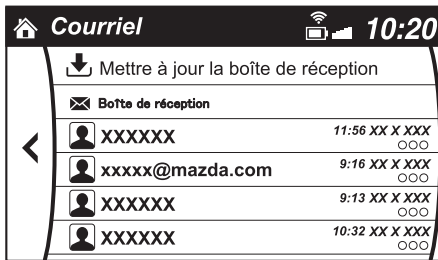 Courriel 10:20
Mettre à jour la boîte de réception
Boîte de réception
XXXXXX 11:56 XX X XXX
○○○
xxxxx@mazda.com 9:16 XX X XXX
○○○
XXXXXX 9:13 XX X XXX
○○○
XXXXXX 10:32 XX X XXX
○○○